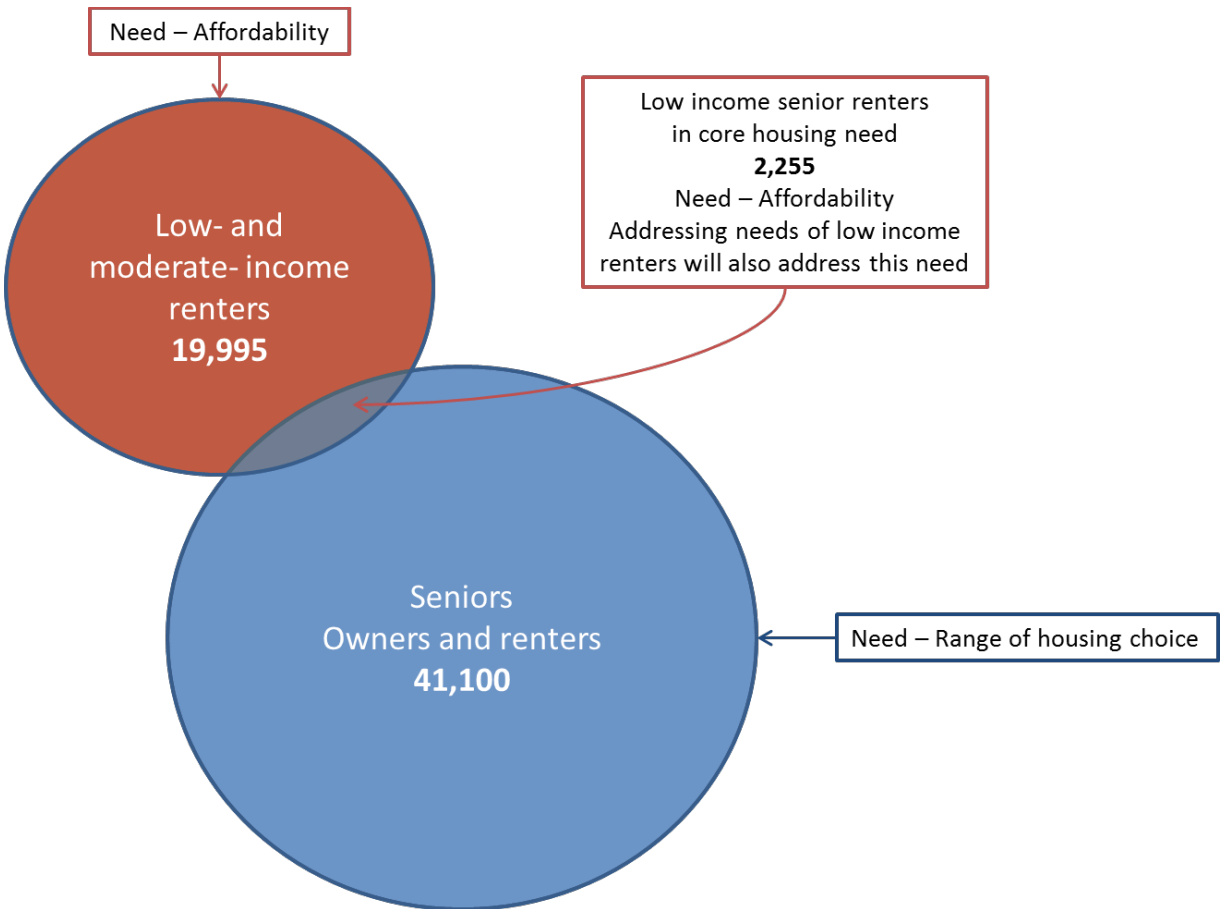 Need – Affordability
Low income senior renters
in core housing need
2,255
Need – Affordability
Addressing needs of low income
renters will also address this need
Low- and
moderate- income
renters
19,995
Seniors
Owners and renters
41,100
Need – Range of housing choice